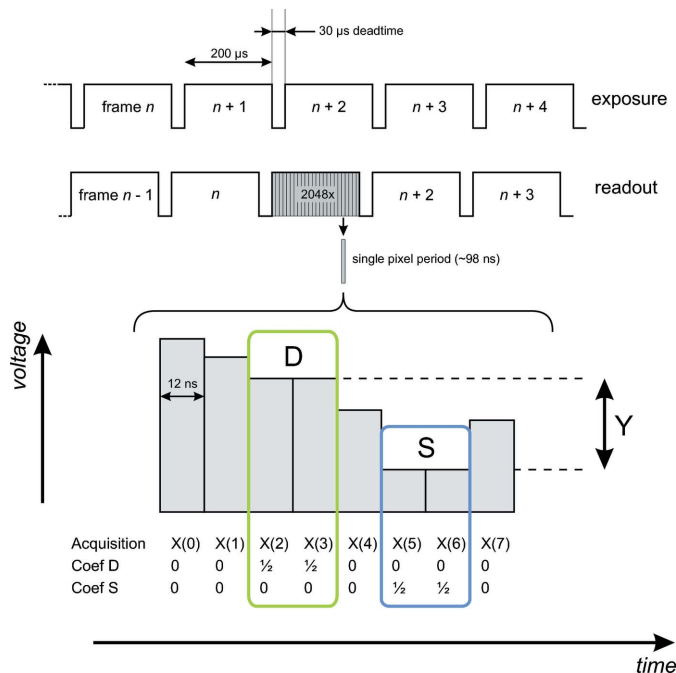 30 µs deadtime
200 µs
frame n n + 1 n + 2 n + 3 n + 4 exposure
frame n - 1 n 2048x n + 2 n + 3 readout
single pixel period (~98 ns)
voltage
D
12 ns
S
Y
Acquisition X(0) X(1) X(2) X(3) X(4) X(5) X(6) X(7)
Coef D 0 0 ½ ½ 0 0 0 0
Coef S 0 0 0 0 0 ½ ½ 0
time